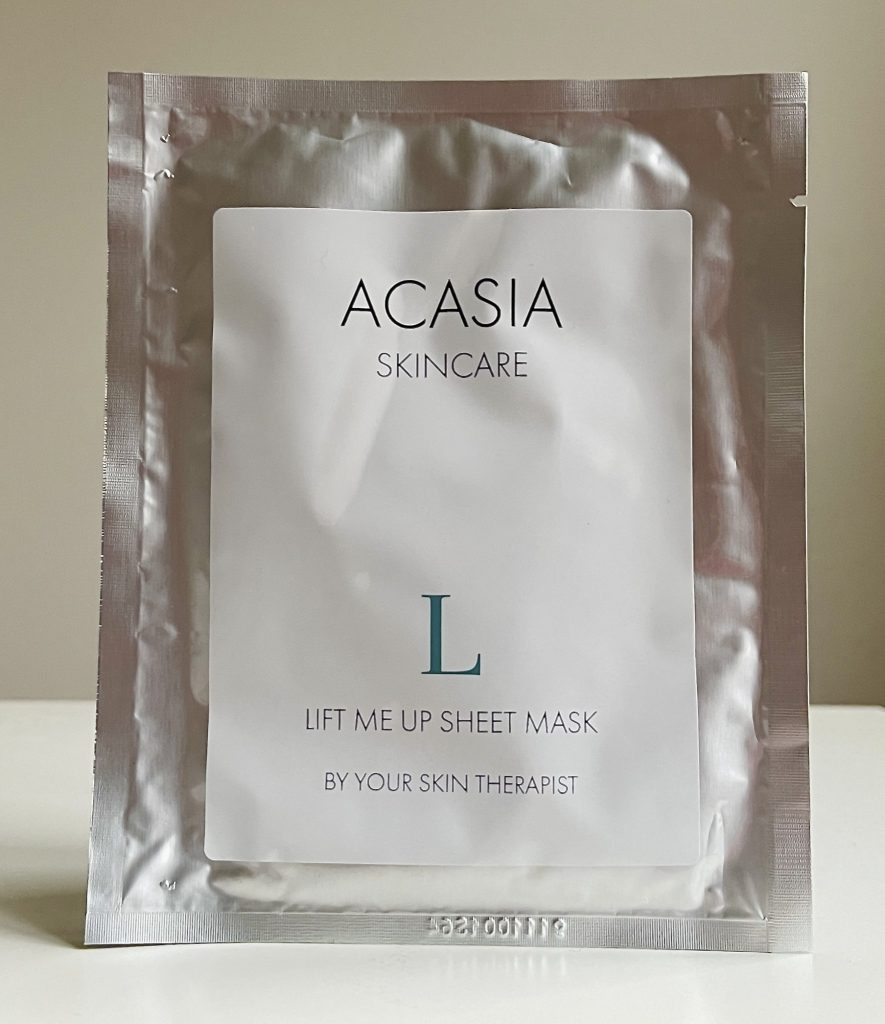 ACASIA
SKINCARE
L
LIFT ME UP SHEET MASK
BY YOUR SKIN THERAPIST